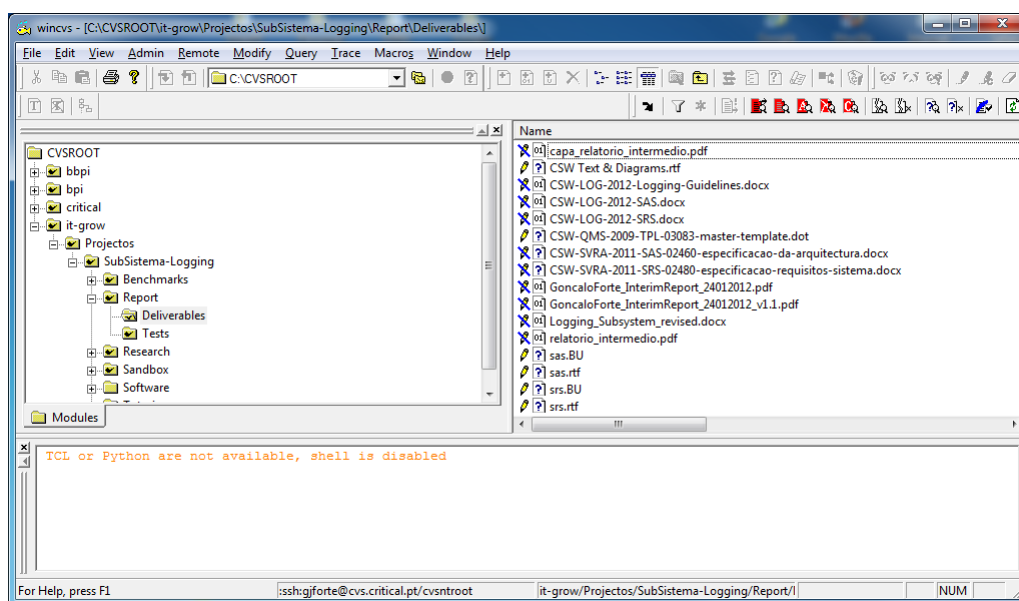 wincvs - [C:\CVSROOT\it-grow\Projectos\SubSistema-Logging\Report\Deliverables\]
File Edit View Admin Remote Modify Query Trace Macros Window Help
C:\CVSROOT
CVSROOT
bbpi
bpi
critical
it-grow
Projectos
SubSistema-Logging
Benchmarks
Report
Deliverables
Tests
Research
Sandbox
Software
Modules
Name
capa_relatorio_intermedio.pdf
CSW Text & Diagrams.rtf
CSW-LOG-2012-Logging-Guidelines.docx
CSW-LOG-2012-SAS.docx
CSW-LOG-2012-SRS.docx
CSW-QMS-2009-TPL-03083-master-template.dot
CSW-SVRA-2011-SAS-02460-especificacao-da-arquitectura.docx
CSW-SVRA-2011-SRS-02480-especificacao-requisitos-sistema.docx
GoncaloForte_InterimReport_24012012.pdf
GoncaloForte_InterimReport_24012012_v1.1.pdf
Logging_Subsystem_revised.docx
relatorio_intermedio.pdf
sas.BU
sas.rtf
srs.BU
srs.rtf
TCL or Python are not available, shell is disabled
For Help, press F1
:ssh:gjforte@cvs.critical.pt/cvsntroot
it-grow/Projectos/SubSistema-Logging/Report/
NUM